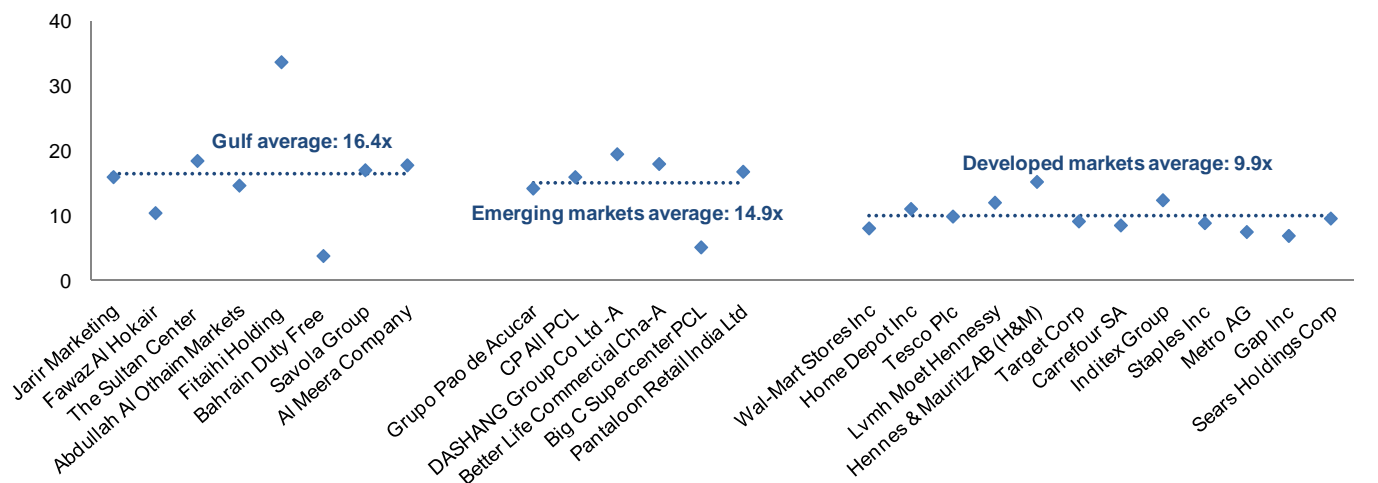 40
30
20
10
0
Gulf average: 16.4x
Emerging markets average: 14.9x
Developed markets average: 9.9x
Jarir Marketing
Fawaz Al Hokair
The Sultan Center
Abdullah Al Othaim Markets
Fitaihi Holding
Bahrain Duty Free
Savola Group
Al Meera Company
Grupo Pao de Acucar
CP All PCL
DASHANG Group Co Ltd -A
Better Life Commercial Cha-A
Big C Supercenter PCL
Pantaloon Retail India Ltd
Wal-Mart Stores Inc
Home Depot Inc
Tesco Plc
Lvmh Moet Hennessy
Hennes & Mauritz AB (H&M)
Target Corp
Carrefour SA
Inditex Group
Staples Inc
Metro AG
Gap Inc
Sears Holdings Corp